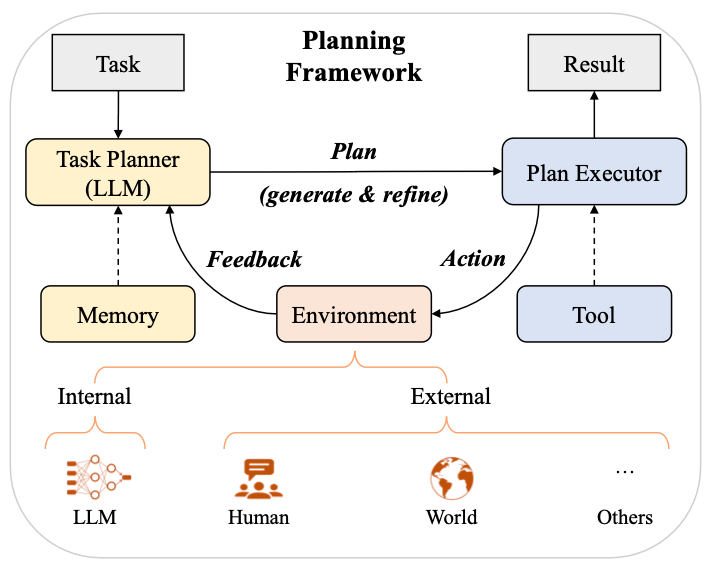 Planning
Framework
Task
Result
Task Planner
(LLM)
Plan
(generate & refine)
Plan Executor
Feedback
Action
Memory
Environment
Tool
Internal
External
LLM
Human
World
...
Others